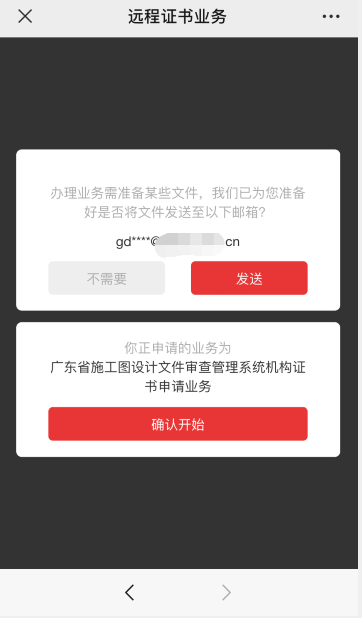 远程证书业务
办理业务需准备某些文件，我们已为您准备
好是否将文件发送至以下邮箱?
gd****@
cn
不需要
发送
你正申请的业务为
广东省施工图设计文件审查管理系统机构证
书申请业务
确认开始